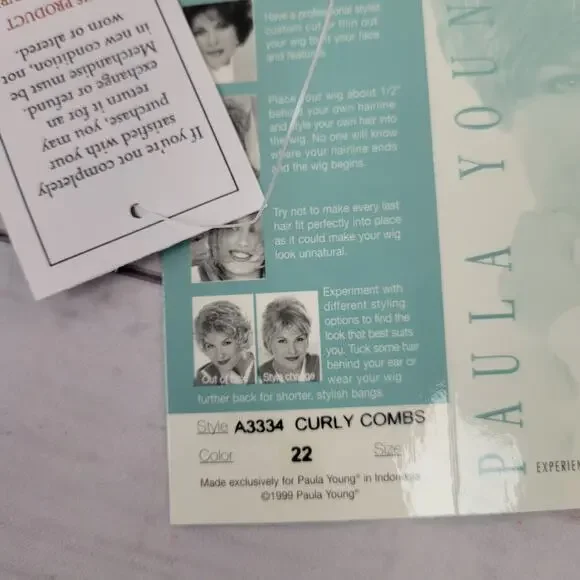 THIS PRODUCT
If you're not completely
satisfied with your
purchase, you may
return it for an
exchange or refund.
Merchandise must be
in new condition, not
worn or altered.
Have a professional stylist
custom cut or thin out
your wig to fit your face
and features.
Place your wig about 1/2"
behind your own hairline
and style your own hair into
the wig. No one will know
where your hairline ends
and the wig begins.
Try not to make every last
hair fit perfectly into place
as it could make your wig
look unnatural.
Experiment with
different styling
options to find the
look that best suits
you. Tuck some hair
behind your ear or
wear your wig
further back for shorter, stylish bangs.
Out of box
Style change
Style A3334 CURLY COMBS
Color 22 Size
Made exclusively for Paula Young® in Indonesia
©1999 Paula Young®
PAULA YOUN
EXPERIEN